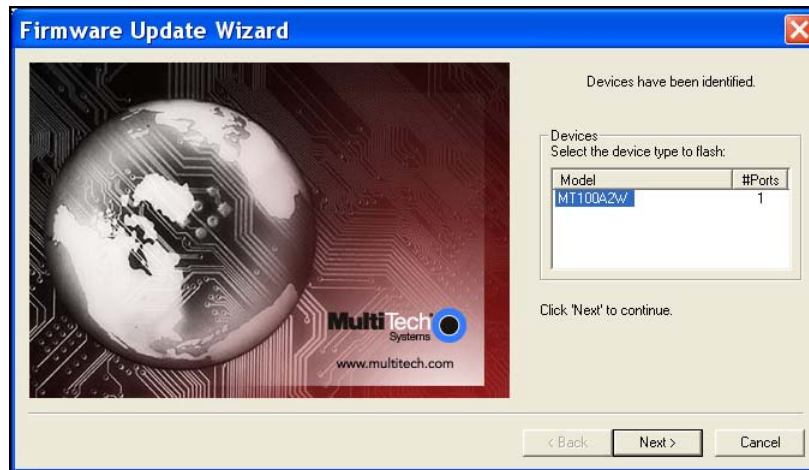 Firmware Update Wizard
Devices have been identified.
Devices
Select the device type to flash:
Model #Ports
MT100A2W 1
Click 'Next' to continue.
MultiTech
Systems
www.multitech.com
< Back Next > Cancel